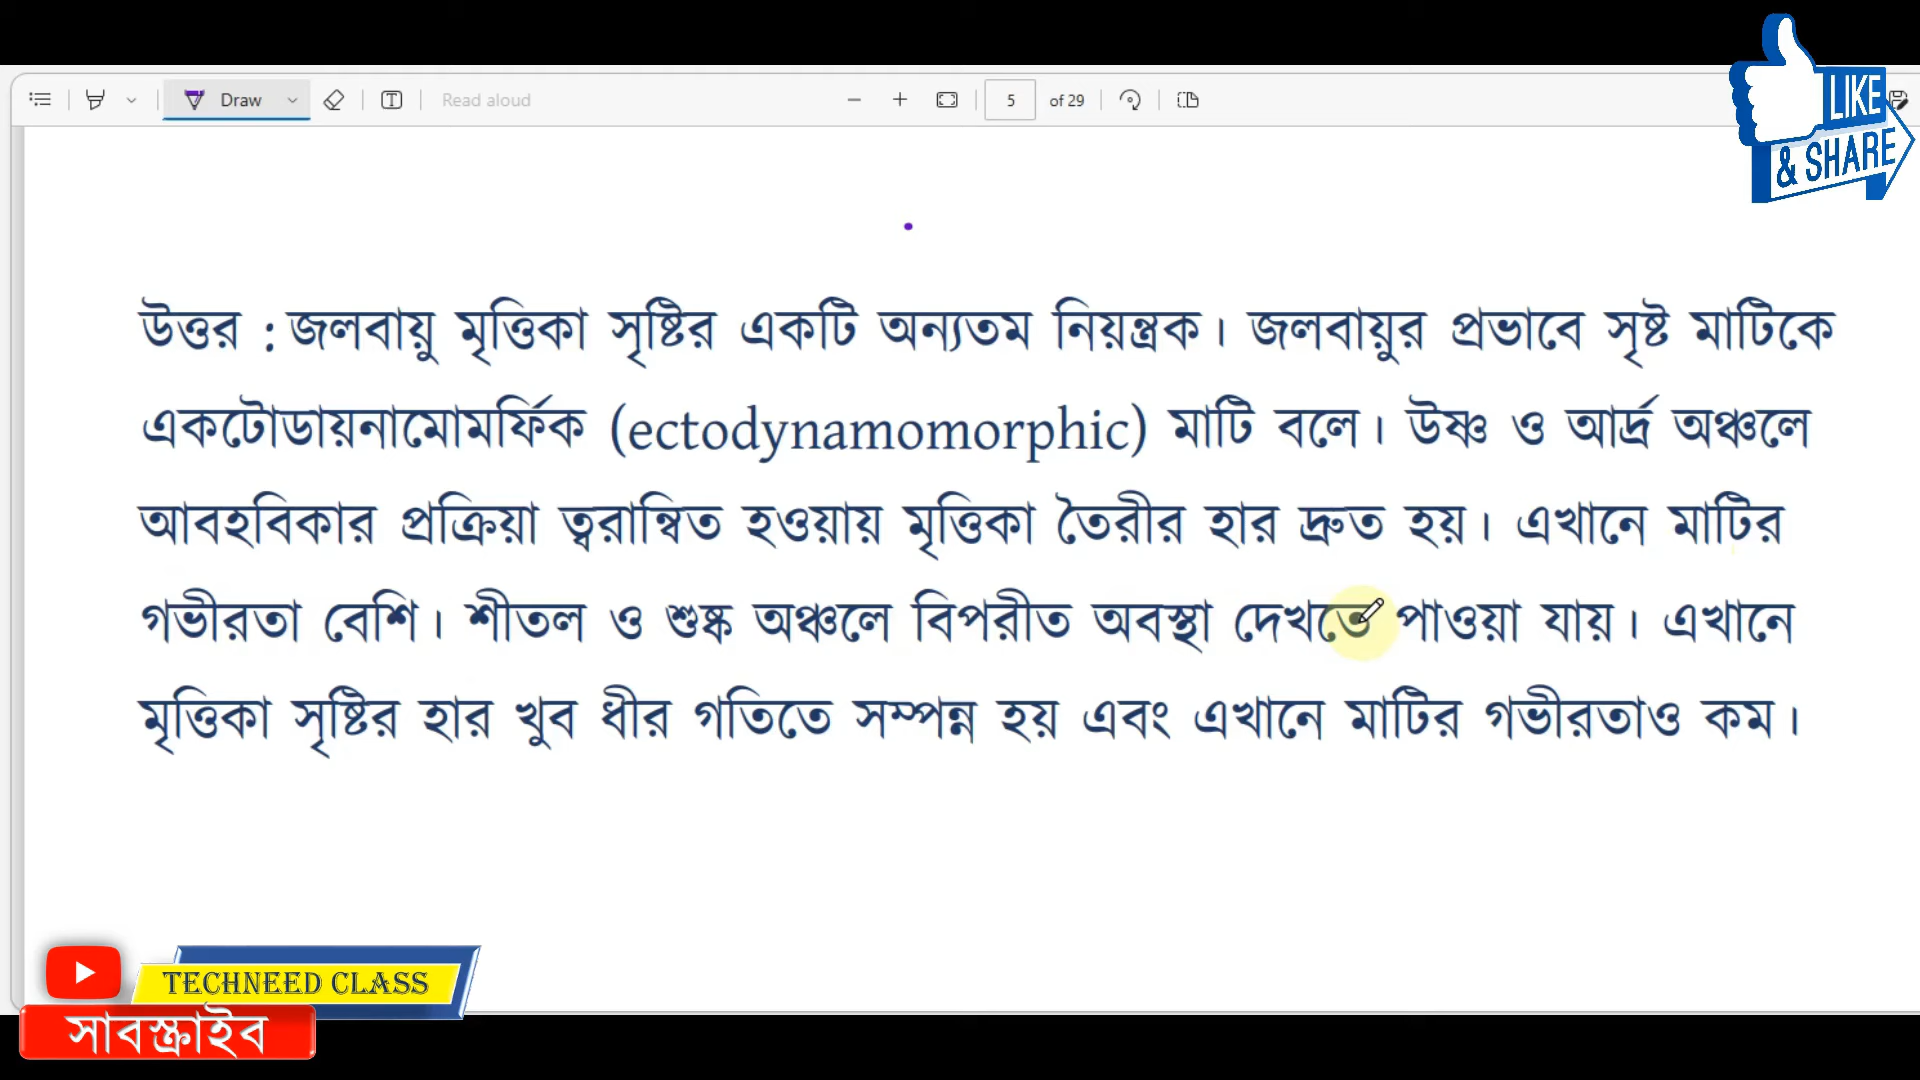 LIKE
& SHARE
Draw
Read aloud
5
of 29
উত্তর : জলবায়ু মৃত্তিকা সৃষ্টির একটি অন্যতম নিয়ন্ত্রক। জলবায়ুর প্রভাবে সৃষ্ট মাটিকে
একটোডায়নামোমর্ফিক (ectodynamomorphic) মাটি বলে। উষ্ণ ও আর্দ্র অঞ্চলে
আবহবিকার প্রক্রিয়া ত্বরান্বিত হওয়ায় মৃত্তিকা তৈরীর হার দ্রুত হয়। এখানে মাটির
গভীরতা বেশি। শীতল ও শুষ্ক অঞ্চলে বিপরীত অবস্থা দেখতে পাওয়া যায়। এখানে
মৃত্তিকা সৃষ্টির হার খুব ধীর গতিতে সম্পন্ন হয় এবং এখানে মাটির গভীরতাও কম।
TECHNEED CLASS
সাবস্ক্রাইব